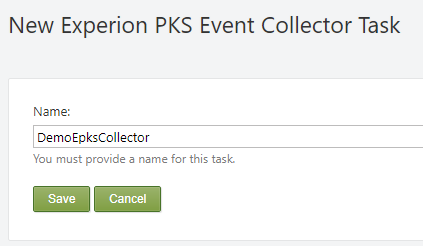 New Experion PKS Event Collector Task
Name:
DemoEpksCollector
You must provide a name for this task.
Save Cancel